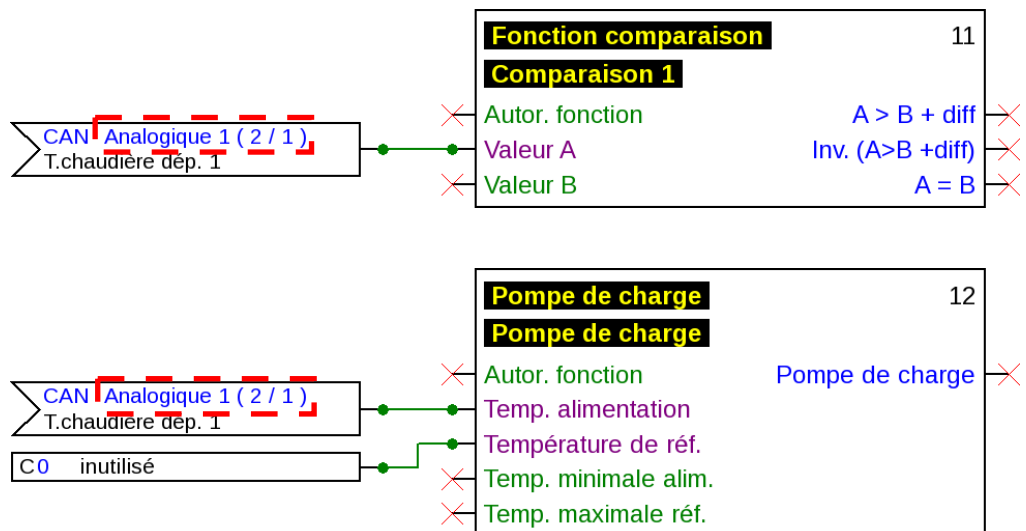 Fonction comparaison 11
Comparaison 1
Autor. fonction A > B + diff
CAN Analogique 1 ( 2 / 1 )
T.chaudière dép. 1
Valeur A Inv. (A>B +diff)
Valeur B A = B
Pompe de charge 12
Pompe de charge
Autor. fonction Pompe de charge
CAN Analogique 1 ( 2 / 1 )
T.chaudière dép. 1
Temp. alimentation
Température de réf.
C0 inutilisé
Temp. minimale alim.
Temp. maximale réf.